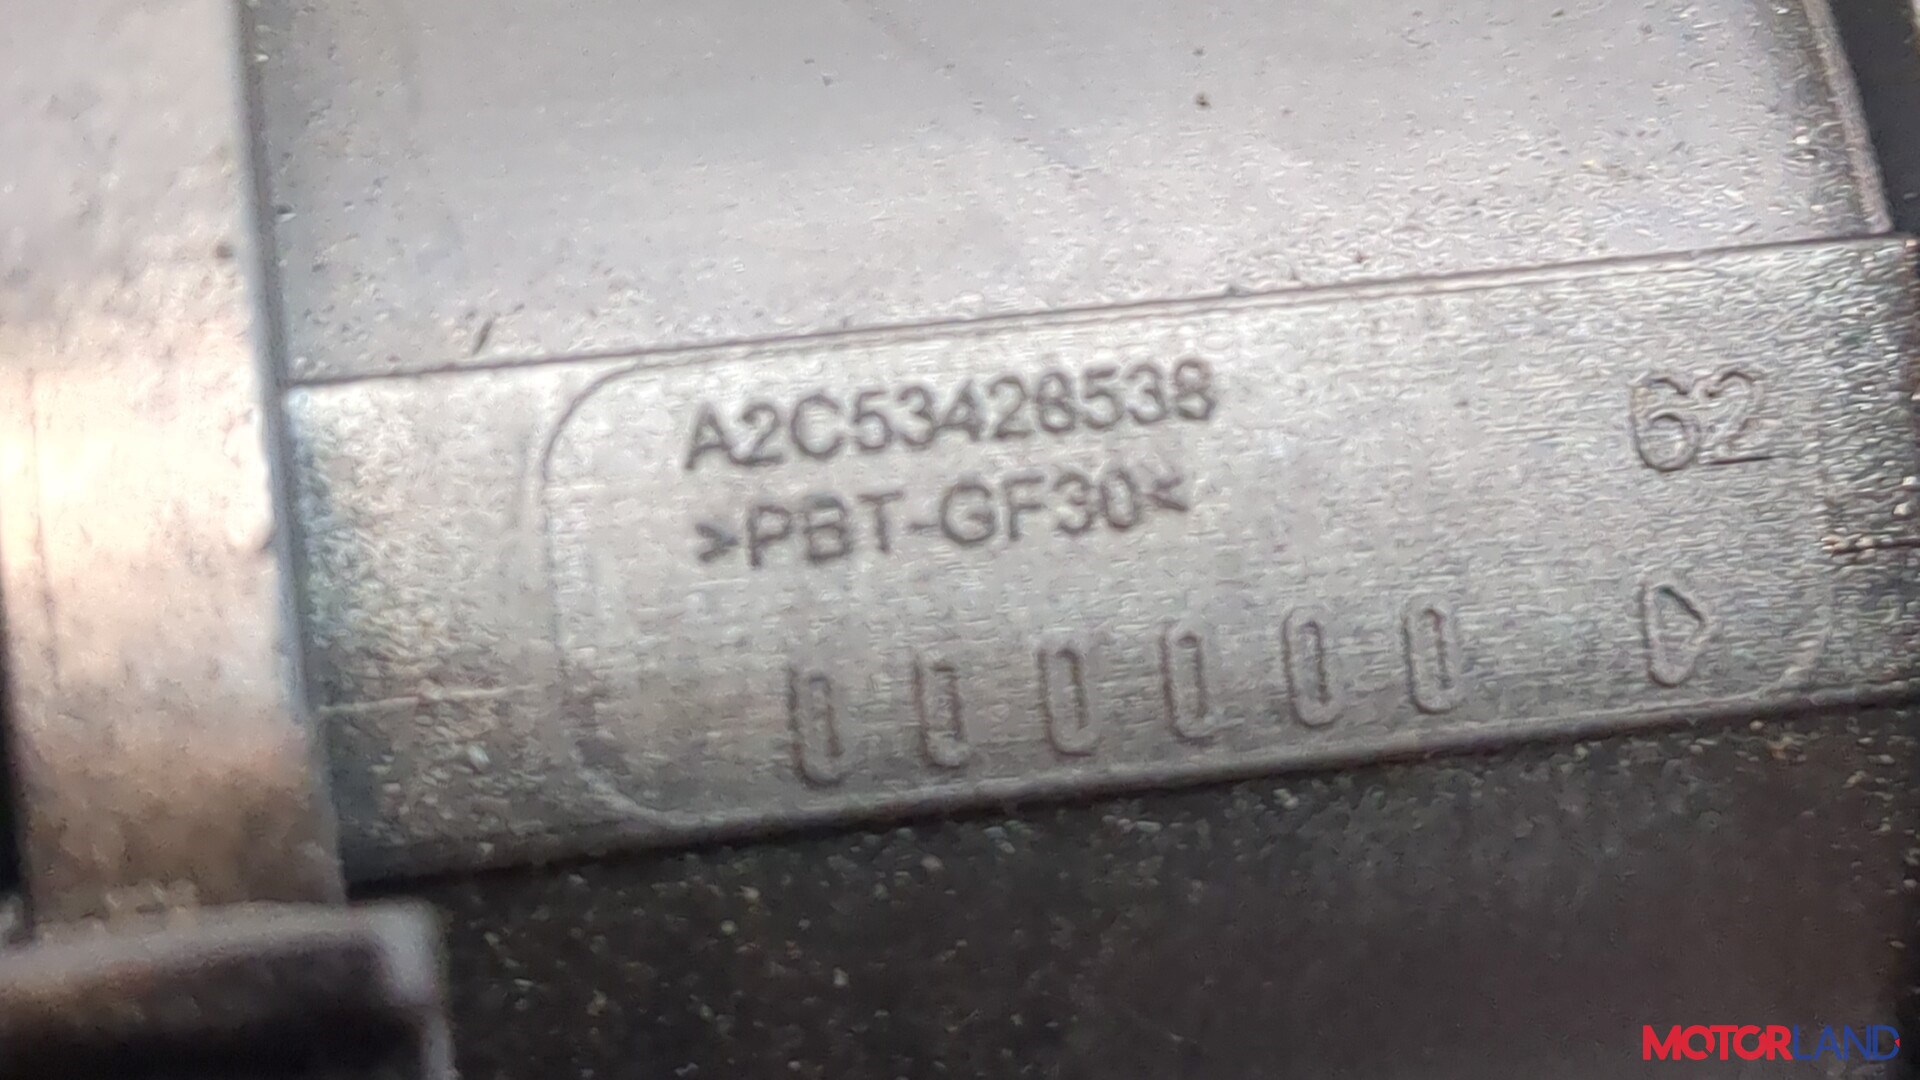 A2C53428538
62
>PBT-GF30<
MOTORLAND